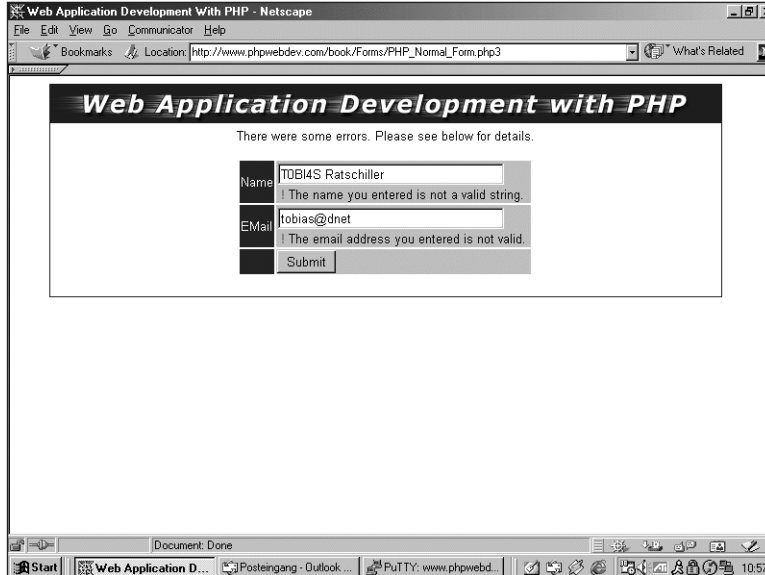 Web Application Development With PHP - Netscape
File Edit View Go Communicator Help
Bookmarks Location: http://www.phpwebdev.com/book/Forms/PHP_Normal_Form.php3 What's Related
Web Application Development with PHP
There were some errors. Please see below for details.
Name T0BI4S Ratschiller
! The name you entered is not a valid string.
EMail tobias@dnet
! The email address you entered is not valid.
Submit
Document: Done
Start Web Application D... Posteingang - Outlook ... PuTTY: www.phpwebd... 10:57